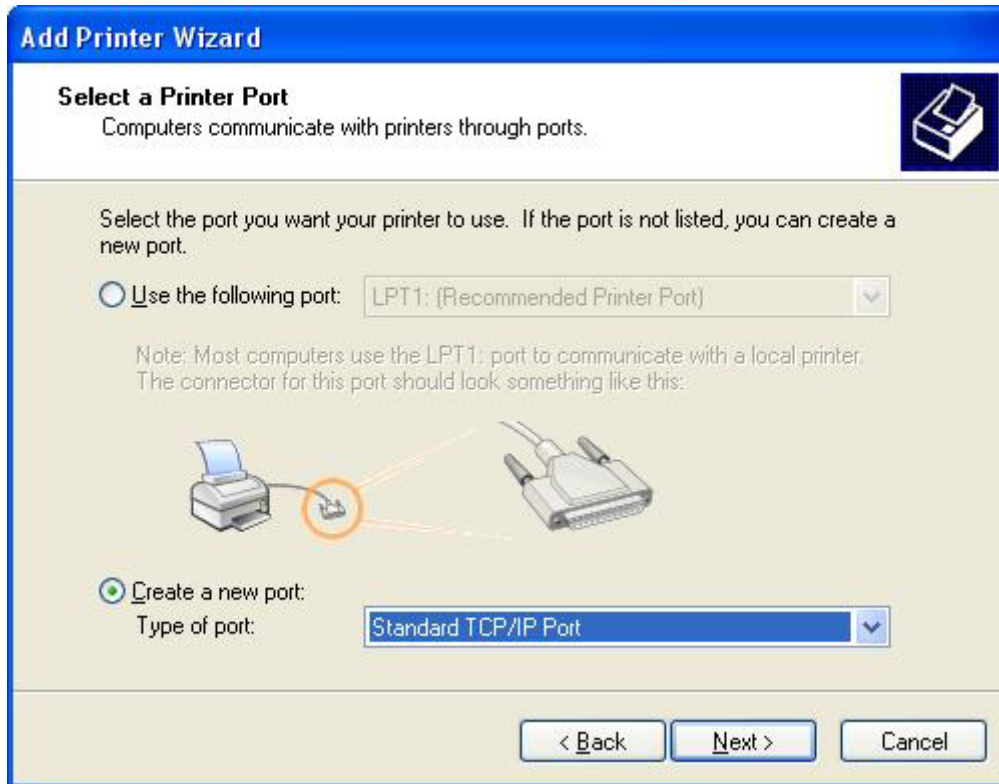 Add Printer Wizard
Select a Printer Port
Computers communicate with printers through ports.
Select the port you want your printer to use. If the port is not listed, you can create a
new port.
Use the following port: LPT1: (Recommended Printer Port)
Note: Most computers use the LPT1: port to communicate with a local printer.
The connector for this port should look something like this:
Create a new port:
Type of port: Standard TCP/IP Port
< Back Next > Cancel